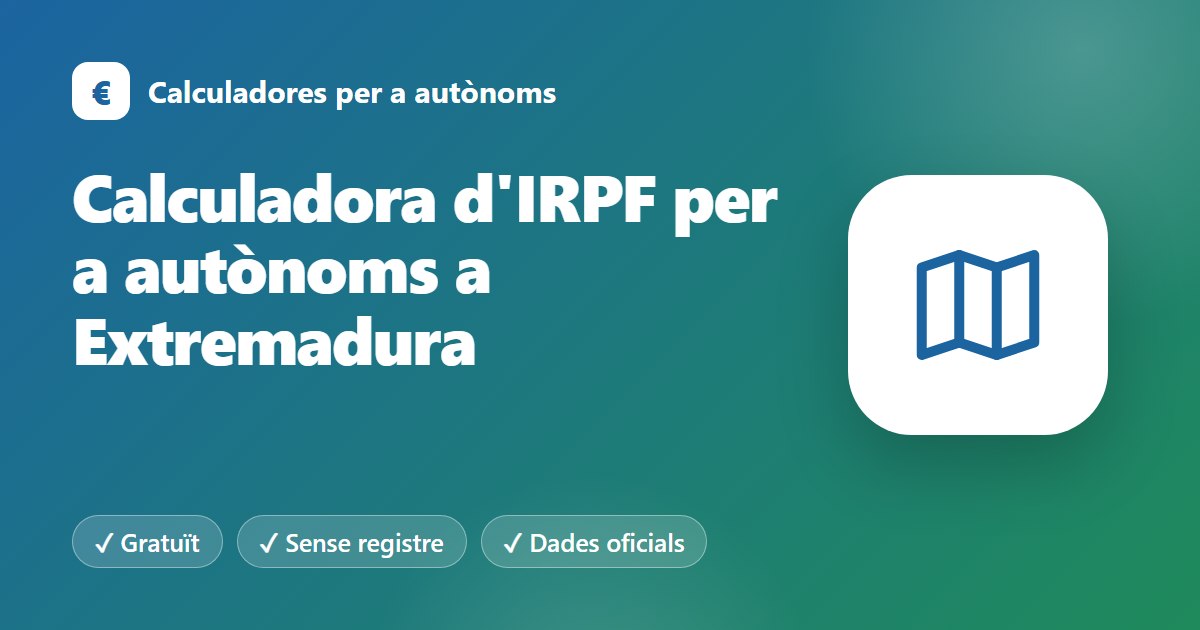 € Calculadores per a autònoms
Calculadora d'IRPF per
a autònoms a
Extremadura
✓ Gratuït
✓ Sense registre
✓ Dades oficials